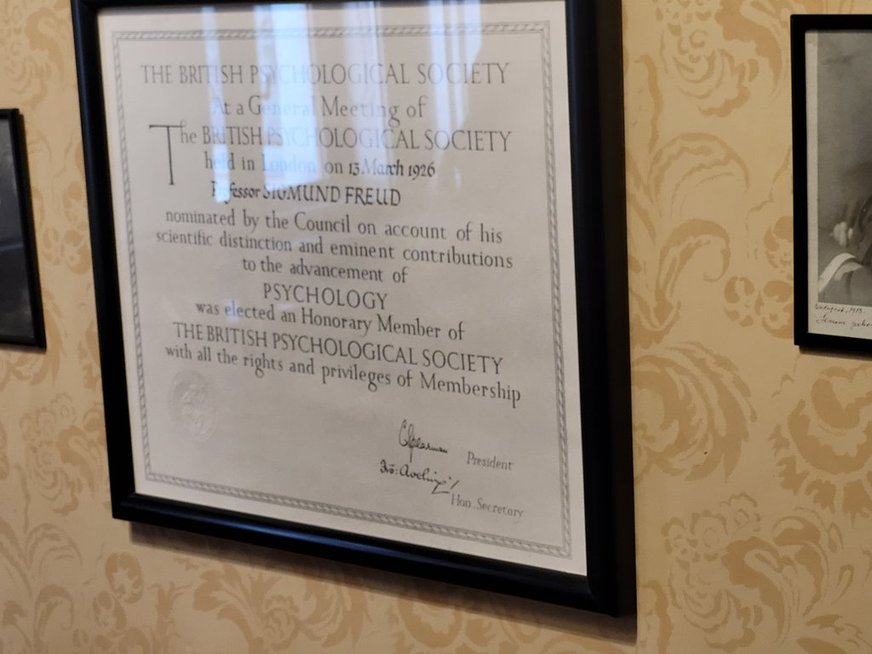 THE BRITISH PSYCHOLOGICAL SOCIETY
At a General Meeting of
The BRITISH PSYCHOLOGICAL SOCIETY
held in London on 13 March 1926
Professor SIGMUND FREUD
nominated by the Council on account of his
scientific distinction and eminent contributions
to the advancement of
PSYCHOLOGY
was elected an Honorary Member of
THE BRITISH PSYCHOLOGICAL SOCIETY
with all the rights and privileges of Membership
CSpearman President
Hon. Secretary
1913.